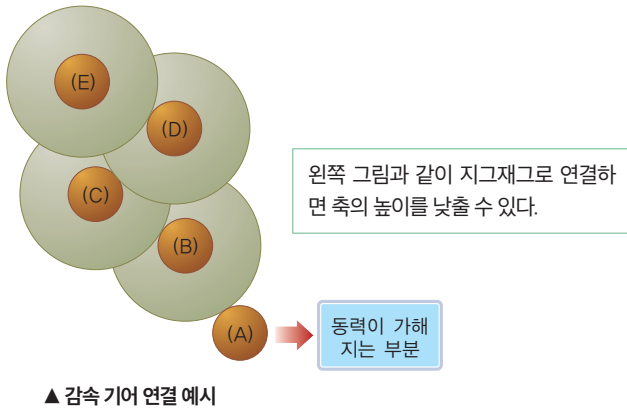 (E)
(D)
(C)
(B)
(A)
왼쪽 그림과 같이 지그재그로 연결하
면 축의 높이를 낮출 수 있다.
동력이 가해
지는 부분
▲ 감속 기어 연결 예시